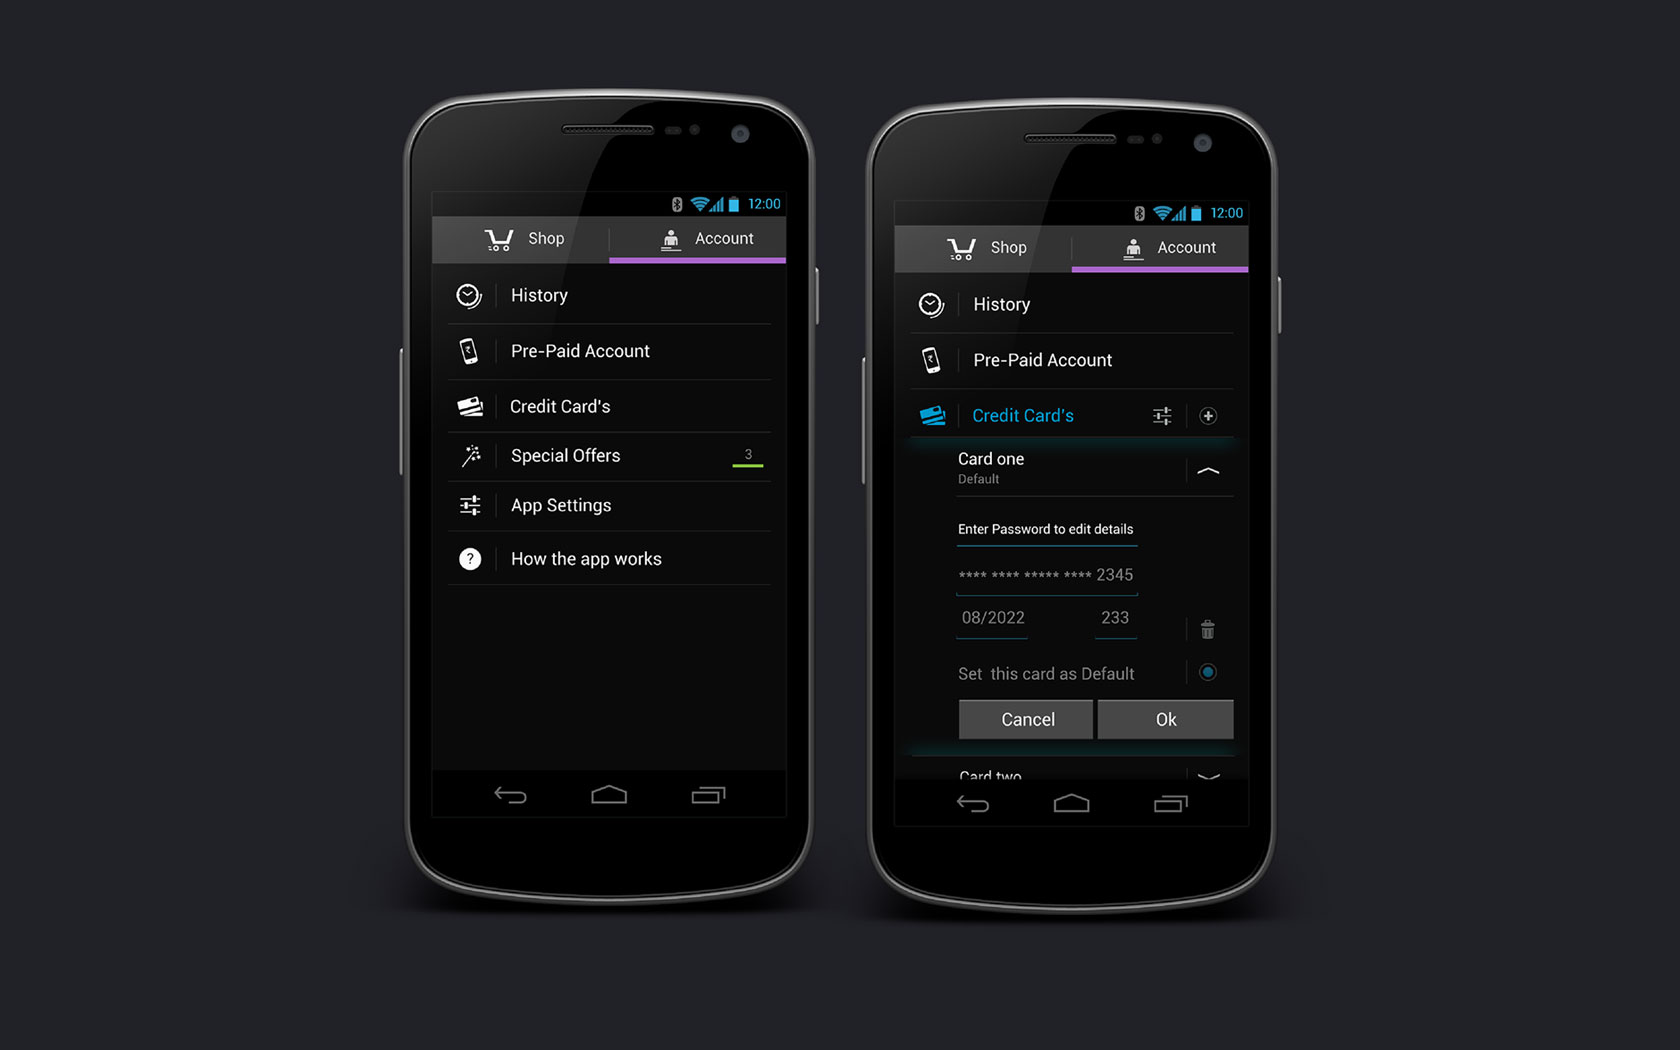 12:00
Shop Account
History
Pre-Paid Account
Credit Card's
Special Offers 3
App Settings
? How the app works
12:00
Shop Account
History
Pre-Paid Account
Credit Card's
Card one
Default
Enter Password to edit details
**** **** ***** **** 2345
08/2022 233
Set this card as Default
Cancel Ok
Card two